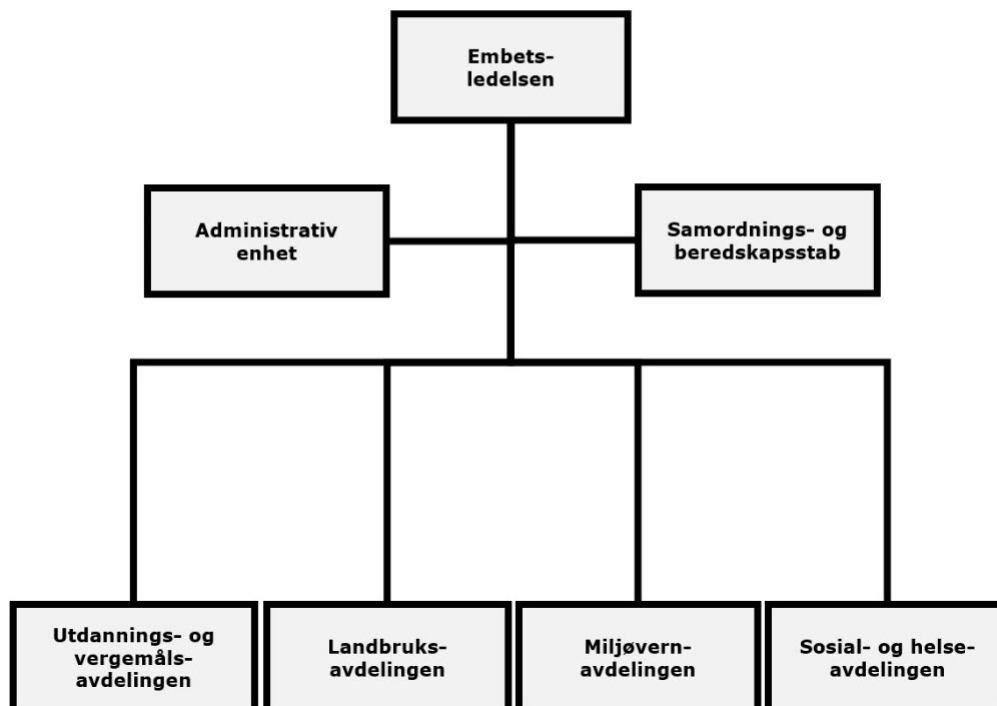 Embets-
ledelsen
Administrativ
enhet
Samordnings- og
beredskapsstab
Utdannings- og
vergemåls-
avdelingen
Landbruks-
avdelingen
Miljøvern-
avdelingen
Sosial- og helse-
avdelingen